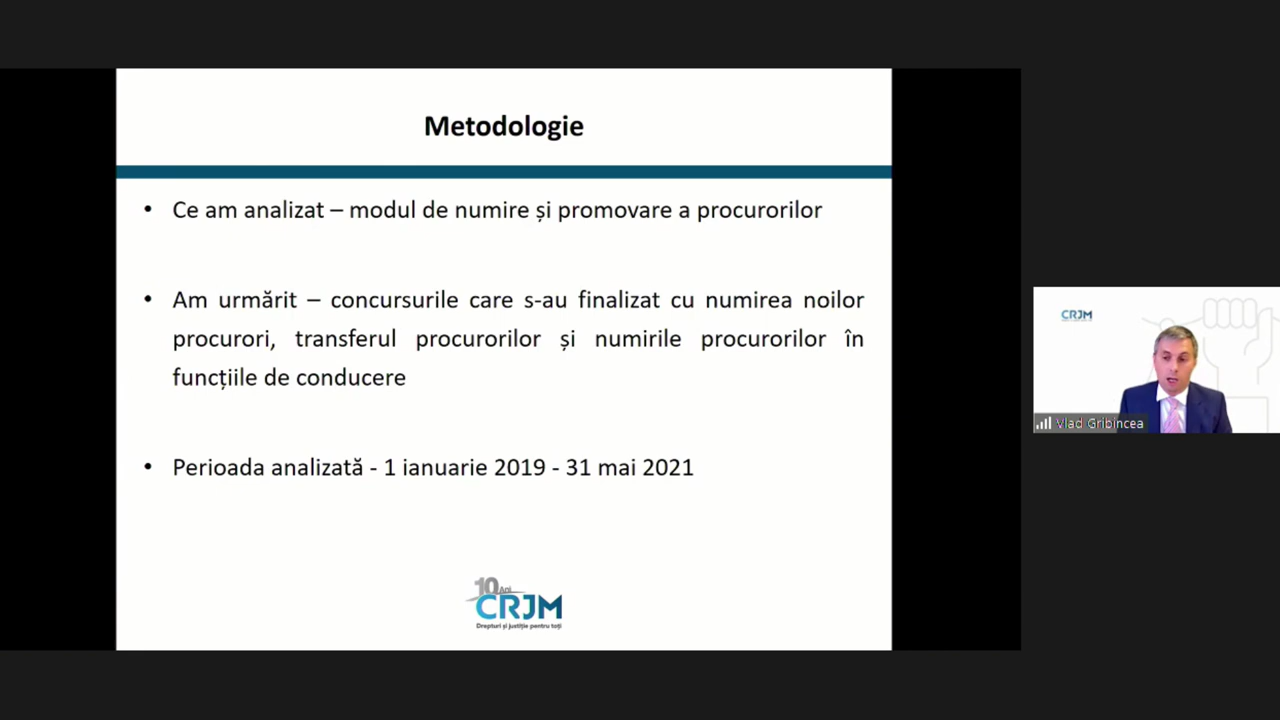 Metodologie
• Ce am analizat – modul de numire și promovare a procurorilor
• Am urmărit – concursurile care s-au finalizat cu numirea noilor
procurori, transferul procurorilor și numirile procurorilor în
funcțiile de conducere
• Perioada analizată - 1 ianuarie 2019 - 31 mai 2021
10 Ani
CRJM
Drepturi și justiție pentru toți
CRJM
Vlad Gribincea